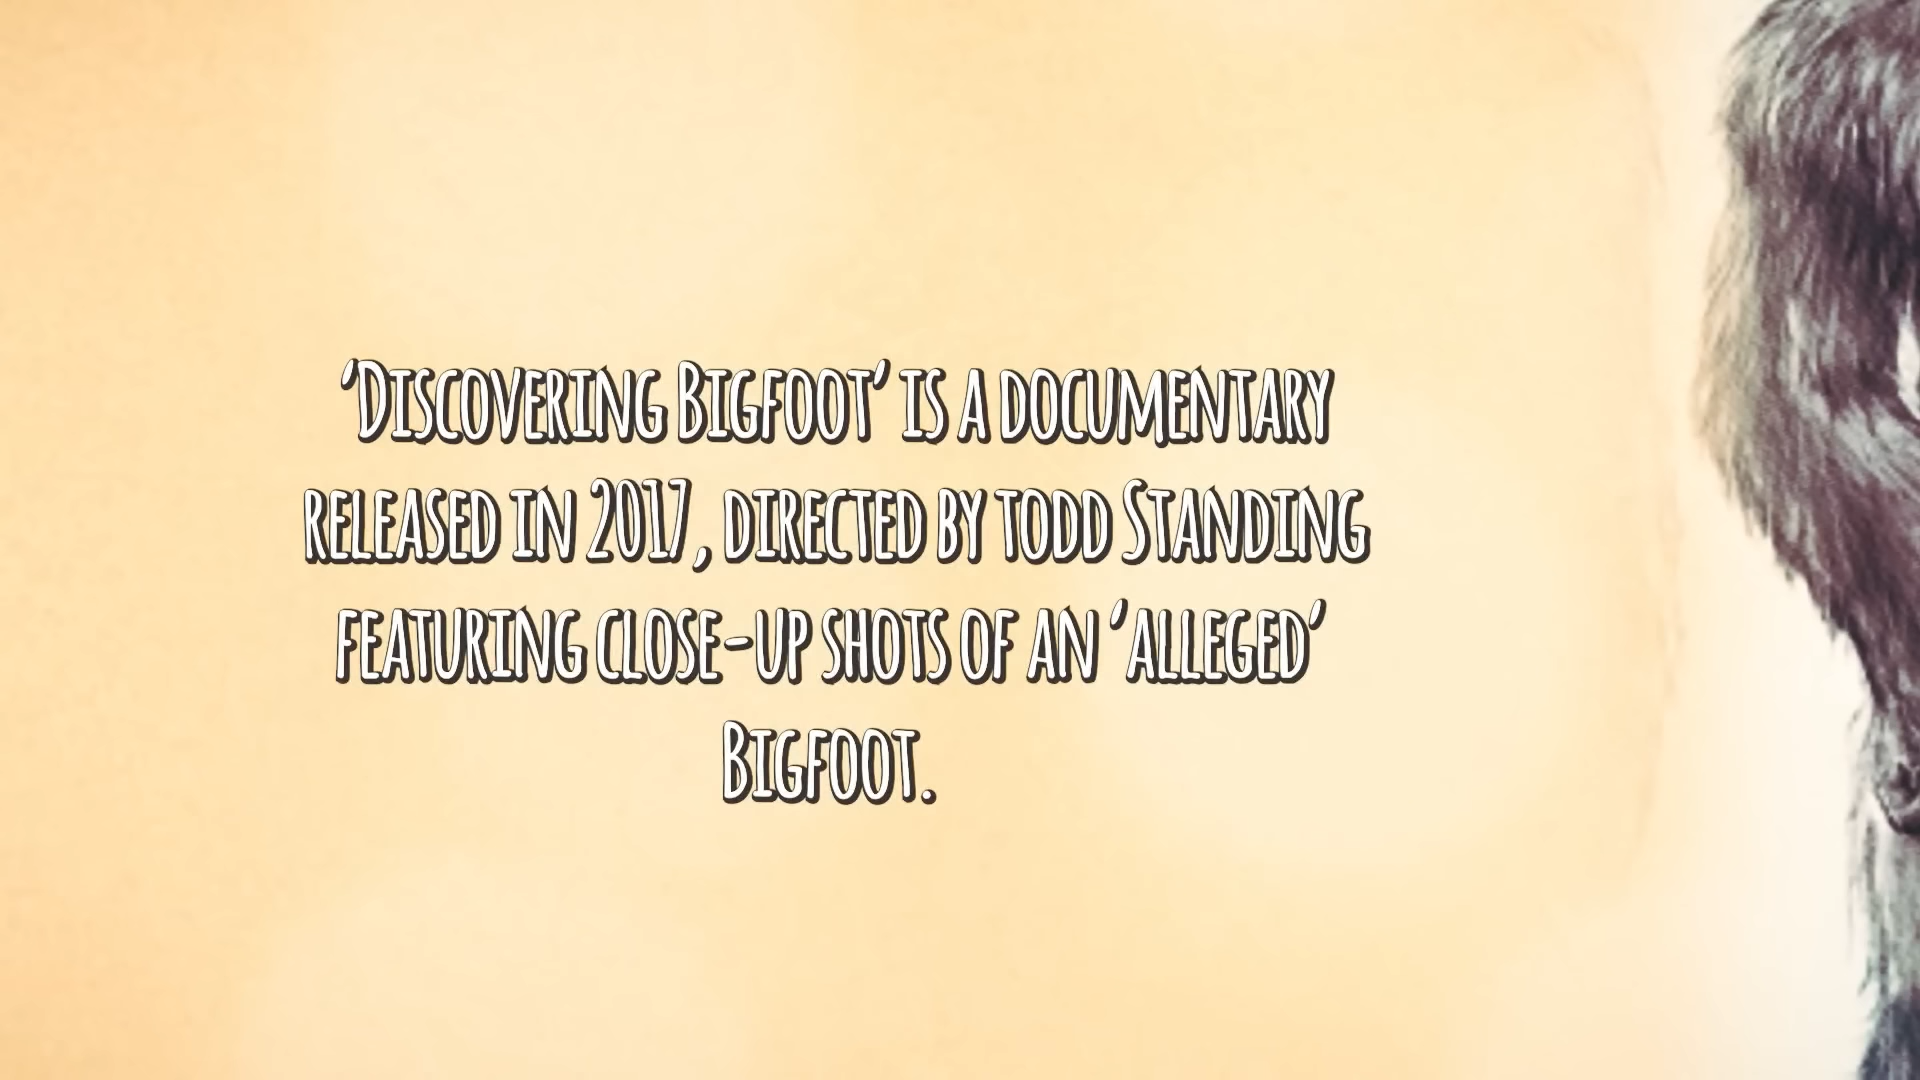 ‘Discovering Bigfoot’ is a documentary
released in 2017, directed by todd Standing
featuring close-up shots of an ‘alleged’
Bigfoot.